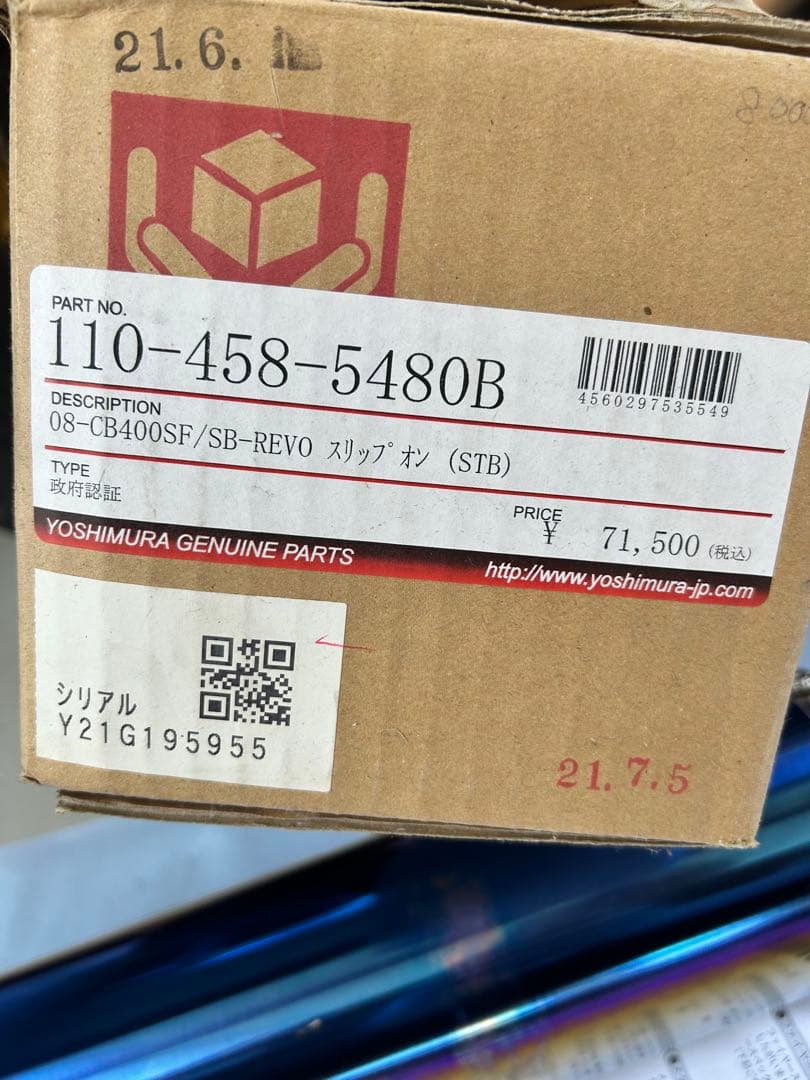 21.6.
PART NO.
110-458-5480B
4560297535549
DESCRIPTION
08-CB400SF/SB-REVO スリップオン (STB)
TYPE
政府認証
PRICE
¥ 71,500 (税込)
YOSHIMURA GENUINE PARTS
http://www.yoshimura-jp.com
シリアル
Y21G195955
21.7.5